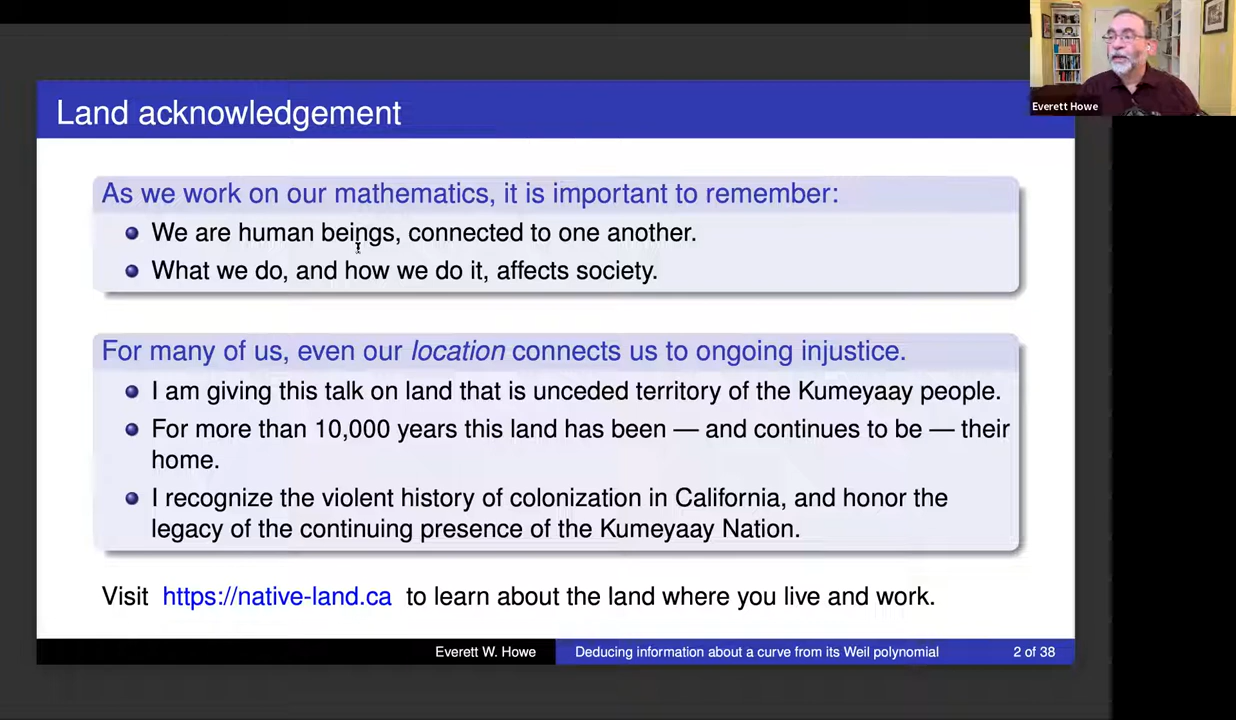 Everett Howe
Land acknowledgement
As we work on our mathematics, it is important to remember:
We are human beings, connected to one another.
What we do, and how we do it, affects society.
For many of us, even our location connects us to ongoing injustice.
I am giving this talk on land that is unceded territory of the Kumeyaay people.
For more than 10,000 years this land has been — and continues to be — their
home.
I recognize the violent history of colonization in California, and honor the
legacy of the continuing presence of the Kumeyaay Nation.
Visit https://native-land.ca to learn about the land where you live and work.
Everett W. Howe Deducing information about a curve from its Weil polynomial 2 of 38